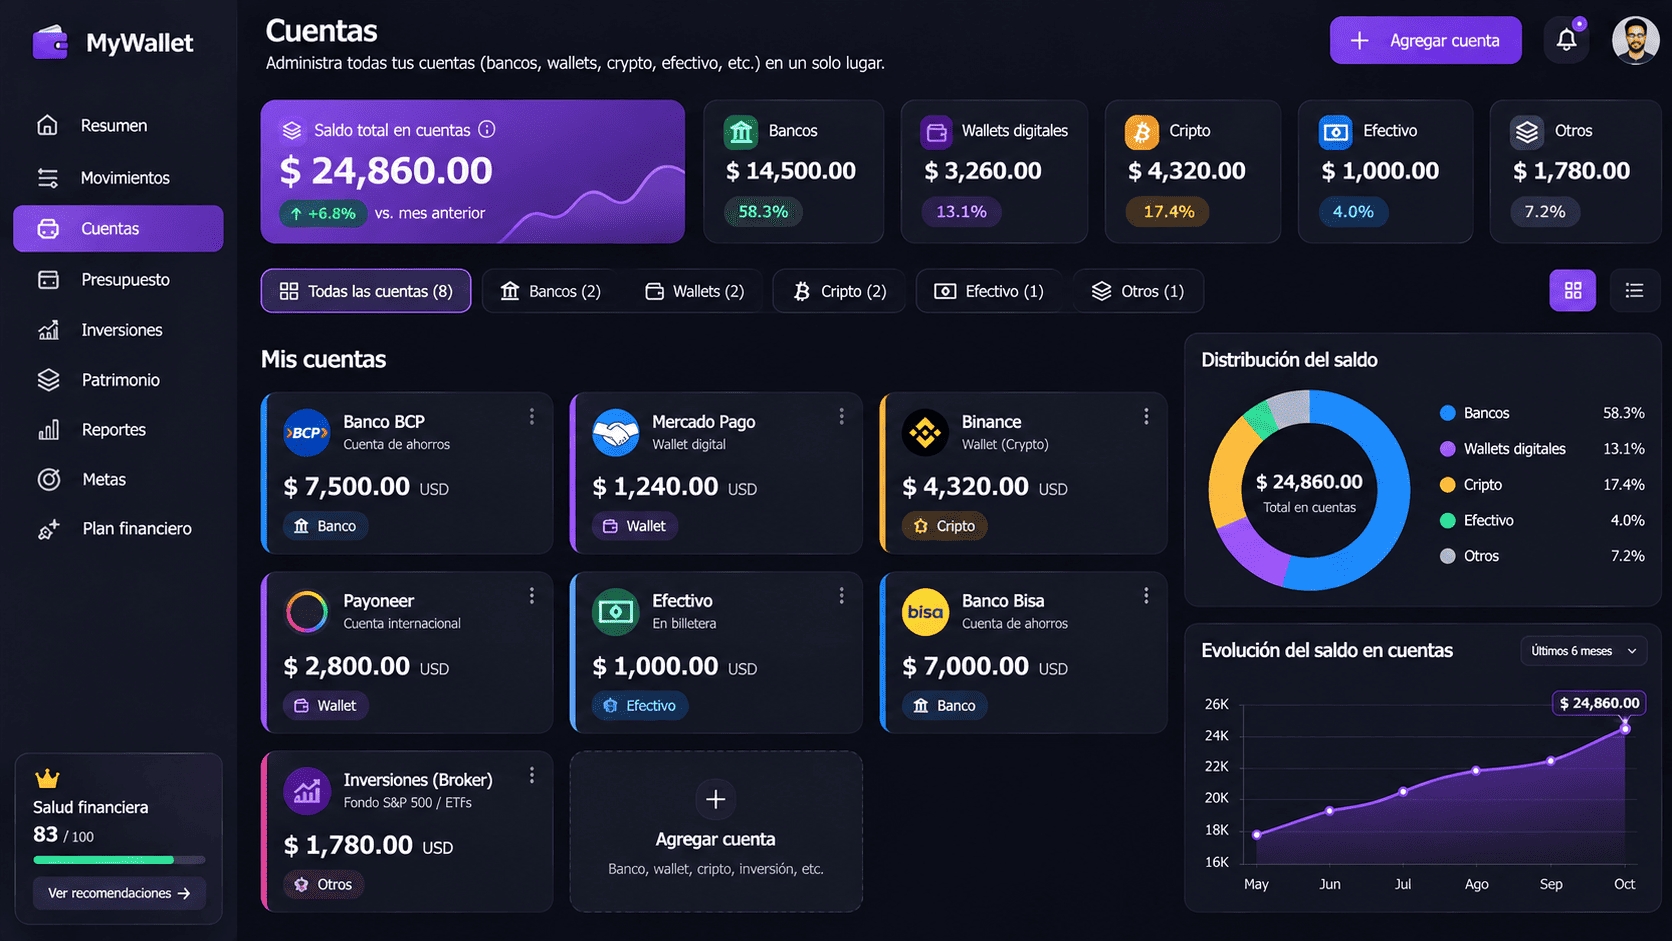 MyWallet
Resumen
Movimientos
Cuentas
Presupuesto
Inversiones
Patrimonio
Reportes
Metas
Plan financiero
Salud financiera
83 / 100
Ver recomendaciones →
Cuentas
Administra todas tus cuentas (bancos, wallets, crypto, efectivo, etc.) en un solo lugar.
+ Agregar cuenta
Saldo total en cuentas
$ 24,860.00
↑ +6.8% vs. mes anterior
Bancos
$ 14,500.00
58.3%
Wallets digitales
$ 3,260.00
13.1%
Cripto
$ 4,320.00
17.4%
Efectivo
$ 1,000.00
4.0%
Otros
$ 1,780.00
7.2%
Todas las cuentas (8)
Bancos (2)
Wallets (2)
Cripto (2)
Efectivo (1)
Otros (1)
Mis cuentas
BCP
Banco BCP
Cuenta de ahorros
$ 7,500.00 USD
Banco
Mercado Pago
Wallet digital
$ 1,240.00 USD
Wallet
Binance
Wallet (Crypto)
$ 4,320.00 USD
Cripto
Payoneer
Cuenta internacional
$ 2,800.00 USD
Wallet
Efectivo
En billetera
$ 1,000.00 USD
Efectivo
bisa
Banco Bisa
Cuenta de ahorros
$ 7,000.00 USD
Banco
Inversiones (Broker)
Fondo S&P 500 / ETFs
$ 1,780.00 USD
Otros
+
Agregar cuenta
Banco, wallet, cripto, inversión, etc.
Distribución del saldo
$ 24,860.00
Total en cuentas
Bancos 58.3%
Wallets digitales 13.1%
Cripto 17.4%
Efectivo 4.0%
Otros 7.2%
Evolución del saldo en cuentas
Últimos 6 meses
$ 24,860.00
26K
24K
22K
20K
18K
16K
May Jun Jul Ago Sep Oct